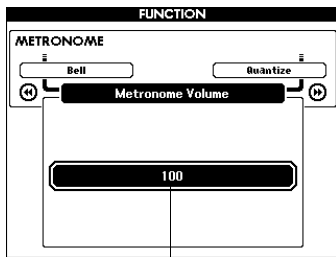 FUNCTION
METRONOME
Bell Quantize
Metronome Volume
100